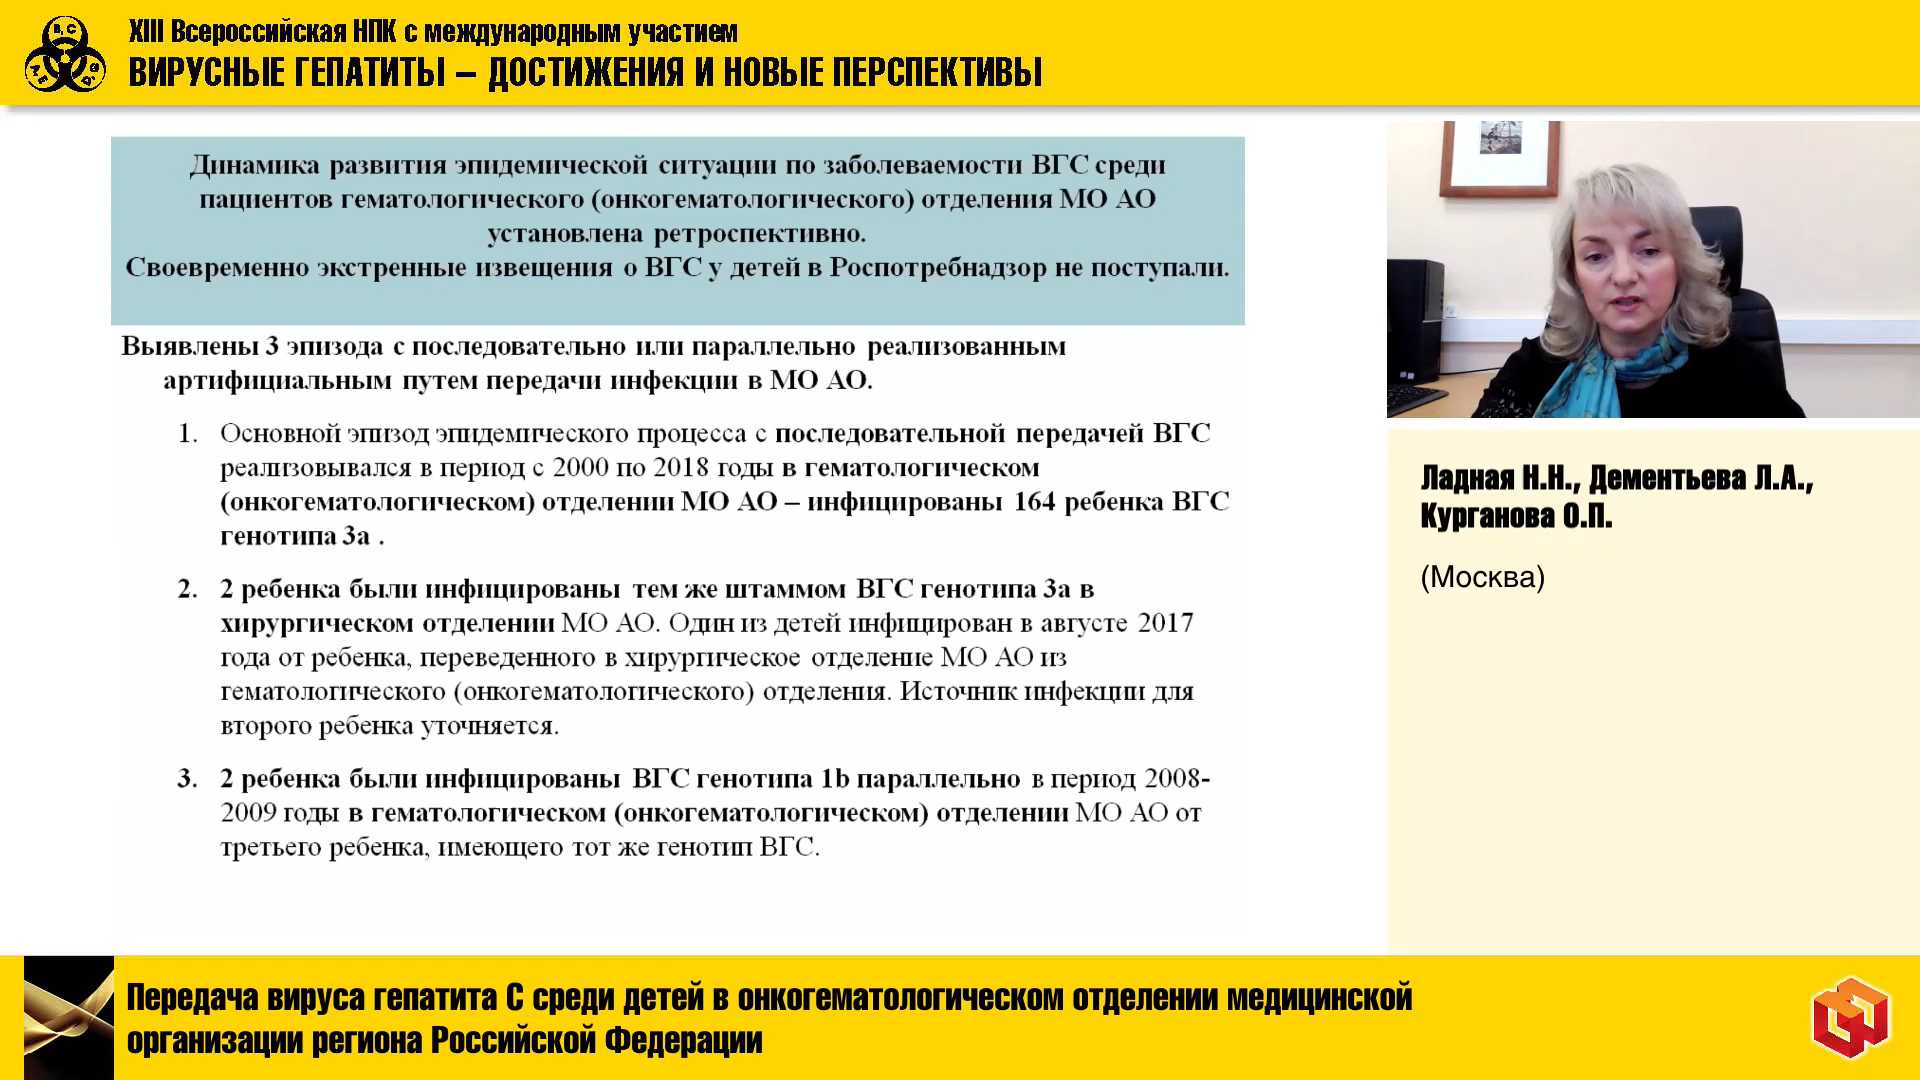 XIII Всероссийская НПК с международным участием
ВИРУСНЫЕ ГЕПАТИТЫ – ДОСТИЖЕНИЯ И НОВЫЕ ПЕРСПЕКТИВЫ
B, C
Динамика развития эпидемической ситуации по заболеваемости ВГС среди
пациентов гематологического (онкогематологического) отделения МО АО
установлена ретроспективно.
Своевременно экстренные извещения о ВГС у детей в Роспотребнадзор не поступали.
Выявлены 3 эпизода с последовательно или параллельно реализованным
артифициальным путем передачи инфекции в МО АО.
1. Основной эпизод эпидемического процесса с последовательной передачей ВГС
реализовывался в период с 2000 по 2018 годы в гематологическом
(онкогематологическом) отделении МО АО – инфицированы 164 ребенка ВГС
генотипа 3а .
2. 2 ребенка были инфицированы тем же штаммом ВГС генотипа 3а в
хирургическом отделении МО АО. Один из детей инфицирован в августе 2017
года от ребенка, переведенного в хирургическое отделение МО АО из
гематологического (онкогематологического) отделения. Источник инфекции для
второго ребенка уточняется.
3. 2 ребенка были инфицированы ВГС генотипа 1b параллельно в период 2008-
2009 годы в гематологическом (онкогематологическом) отделении МО АО от
третьего ребенка, имеющего тот же генотип ВГС.
Ладная Н.Н., Дементьева Л.А.,
Курганова О.П.
(Москва)
Передача вируса гепатита С среди детей в онкогематологическом отделении медицинской
организации региона Российской Федерации